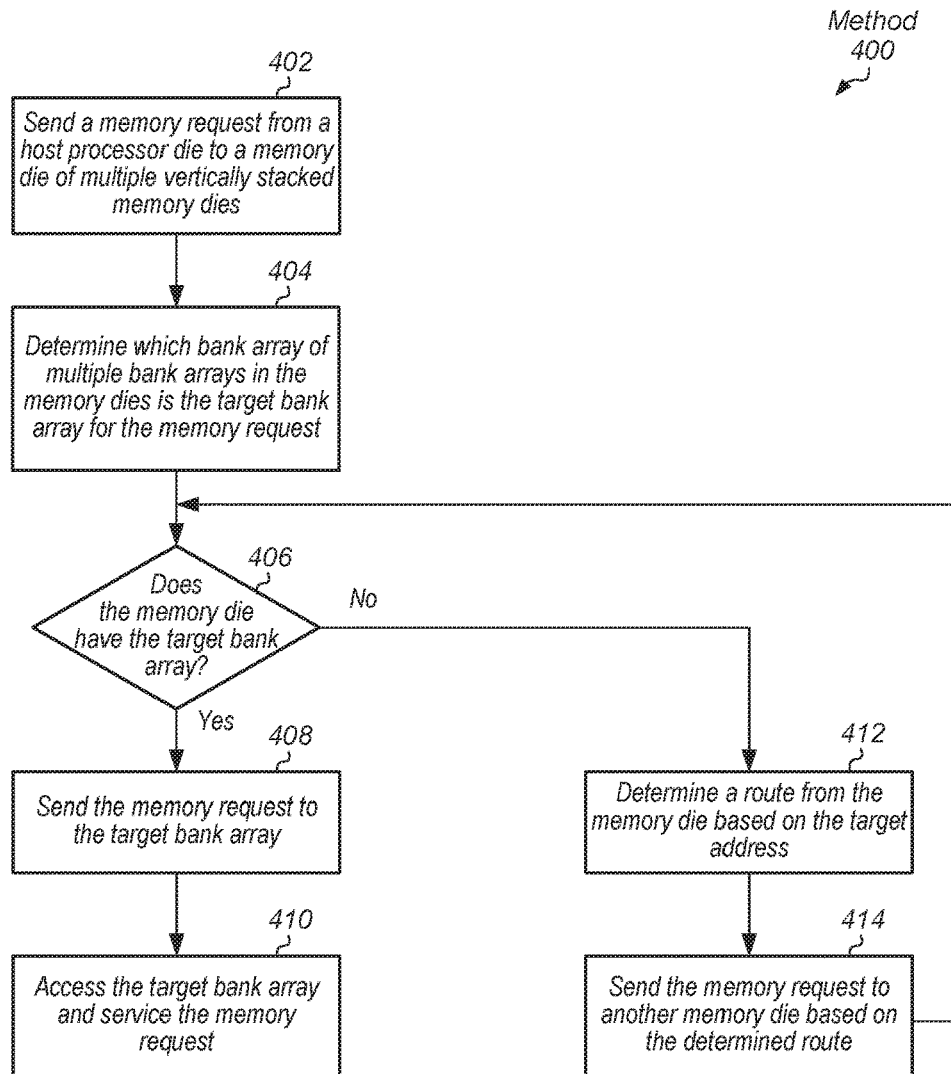 Method
400
402
Send a memory request from a
host processor die to a memory
die of multiple vertically stacked
memory dies
404
Determine which bank array of
multiple bank arrays in the
memory dies is the target bank
array for the memory request
406
Does
the memory die
have the target bank
array?
No
Yes
408
Send the memory request to
the target bank array
412
Determine a route from the
memory die based on the target
address
410
Access the target bank array
and service the memory
request
414
Send the memory request to
another memory die based on
the determined route